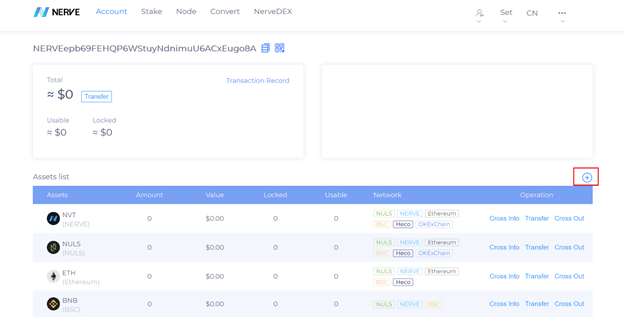 NERVE Account Stake Node Convert NerveDEX Set CN
NERVEepb69FEHQP6WStuyNdnimuU6ACxEugo8A
Total Transaction Record
≈ $0 Transfer
Usable Locked
≈ $0 ≈ $0
Assets list
Assets Amount Value Locked Usable Network Operation
NVT (NERVE) 0 $0.00 0 0 NULS NERVE Ethereum Cross Info Transfer Cross Out
BSC Heco OKExChain
NULS (NULS) 0 $0.00 0 0 NULS NERVE Ethereum Cross Info Transfer Cross Out
BSC Heco OKExChain
ETH (Ethereum) 0 $0.00 0 0 NULS NERVE Ethereum Cross Info Transfer Cross Out
BSC Heco
BNB (BSC) 0 $0.00 0 0 NULS NERVE BSC Cross Info Transfer Cross Out